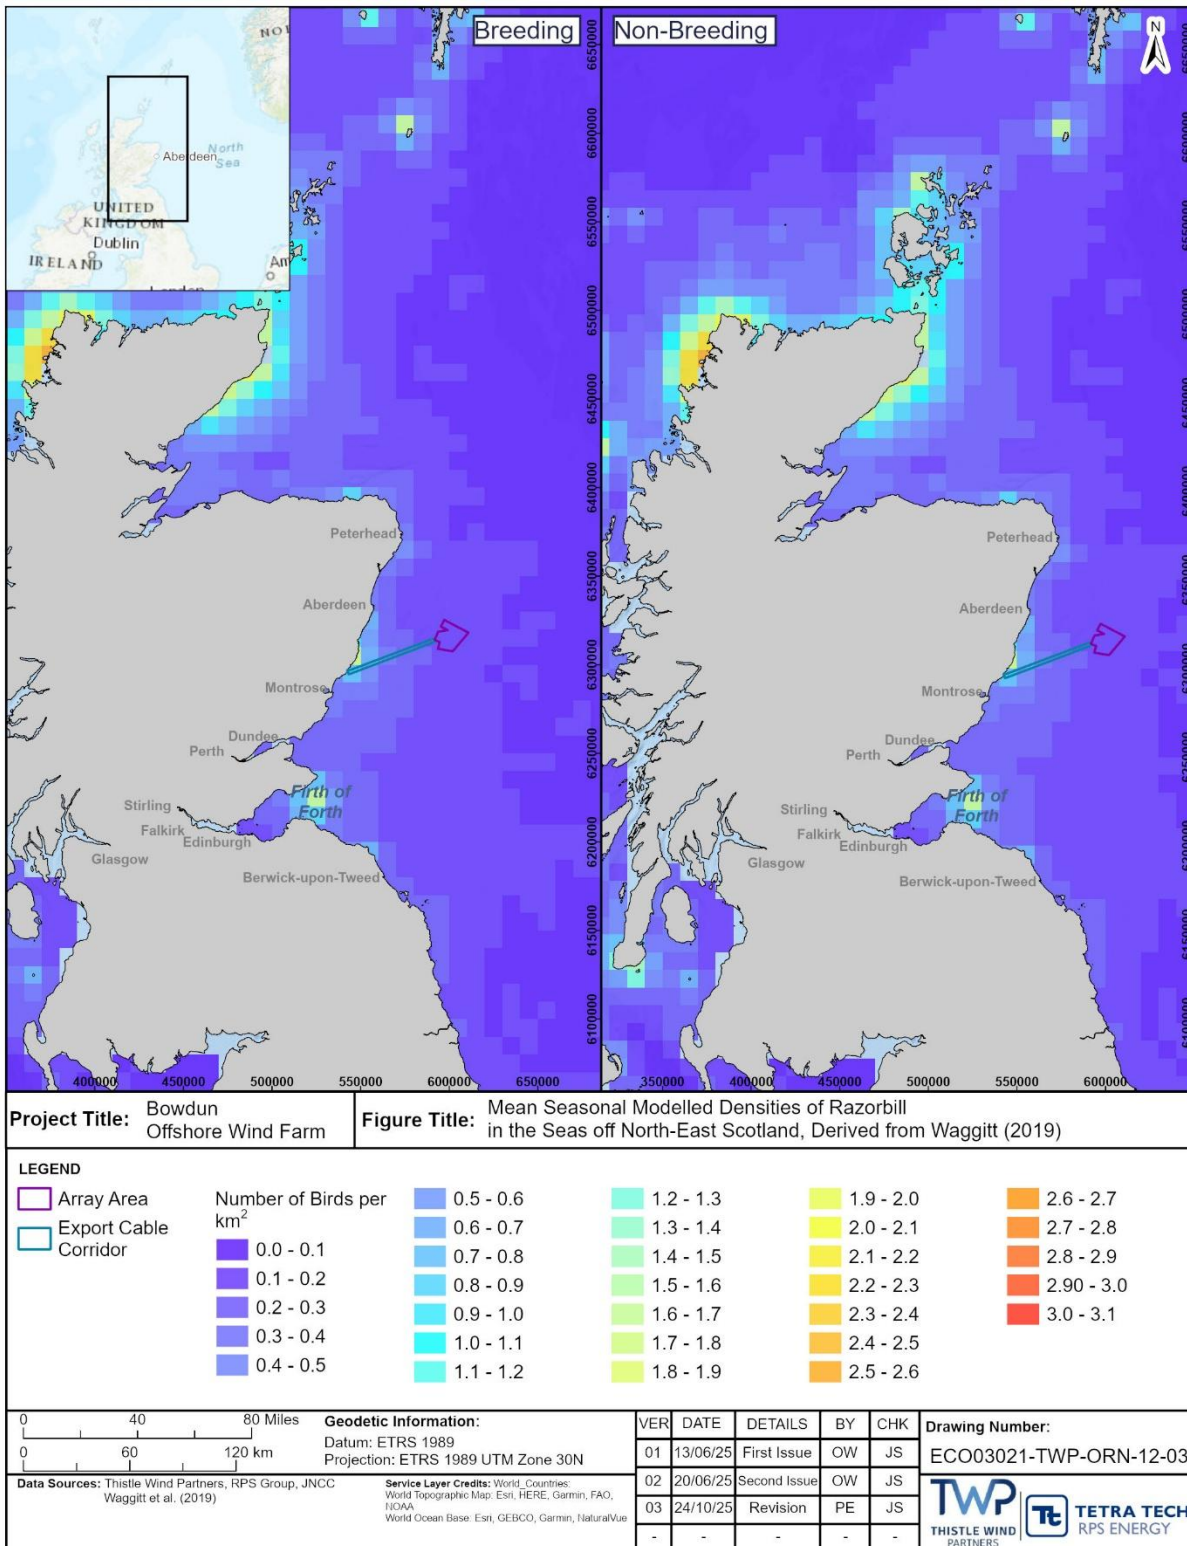 Breeding
Non-Breeding
N
NO
Aberdeen
North
Sea
UNITED
KINGDOM
Dublin
IRELAND
Am
6650000
6600000
6550000
6500000
6450000
6400000
6350000
6300000
6250000
6200000
6150000
6100000
6650000
6600000
6550000
6500000
6450000
6400000
6350000
6300000
6250000
6200000
6150000
6100000
Peterhead
Aberdeen
Montrose
Dundee
Perth
Firth of
Forth
Stirling
Falkirk
Edinburgh
Glasgow
Berwick-upon-Tweed
Peterhead
Aberdeen
Montrose
Dundee
Perth
Firth of
Forth
Stirling
Falkirk
Edinburgh
Glasgow
Berwick-upon-Tweed
400000 450000 500000 550000 600000 650000
350000 400000 450000 500000 550000 600000
Project Title: Bowdun
Offshore Wind Farm
Figure Title: Mean Seasonal Modelled Densities of Razorbill
in the Seas off North-East Scotland, Derived from Waggitt (2019)
LEGEND
Array Area
Export Cable
Corridor
Number of Birds per
km²
0.0 - 0.1
0.1 - 0.2
0.2 - 0.3
0.3 - 0.4
0.4 - 0.5
0.5 - 0.6
0.6 - 0.7
0.7 - 0.8
0.8 - 0.9
0.9 - 1.0
1.0 - 1.1
1.1 - 1.2
1.2 - 1.3
1.3 - 1.4
1.4 - 1.5
1.5 - 1.6
1.6 - 1.7
1.7 - 1.8
1.8 - 1.9
1.9 - 2.0
2.0 - 2.1
2.1 - 2.2
2.2 - 2.3
2.3 - 2.4
2.4 - 2.5
2.5 - 2.6
2.6 - 2.7
2.7 - 2.8
2.8 - 2.9
2.90 - 3.0
3.0 - 3.1
0 40 80 Miles
0 60 120 km
Geodetic Information:
Datum: ETRS 1989
Projection: ETRS 1989 UTM Zone 30N
Data Sources: Thistle Wind Partners, RPS Group, JNCC
Waggitt et al. (2019)
Service Layer Credits: World_Countries:
World Topographic Map: Esri, HERE, Garmin, FAO,
NOAA
World Ocean Base: Esri, GEBCO, Garmin, NaturalVue
VER DATE DETAILS BY CHK
01 13/06/25 First Issue OW JS
02 20/06/25 Second Issue OW JS
03 24/10/25 Revision PE JS
- - - - -
Drawing Number:
ECO03021-TWP-ORN-12-03
TWP
THISTLE WIND
PARTNERS
Tt
TETRA TECH
RPS ENERGY